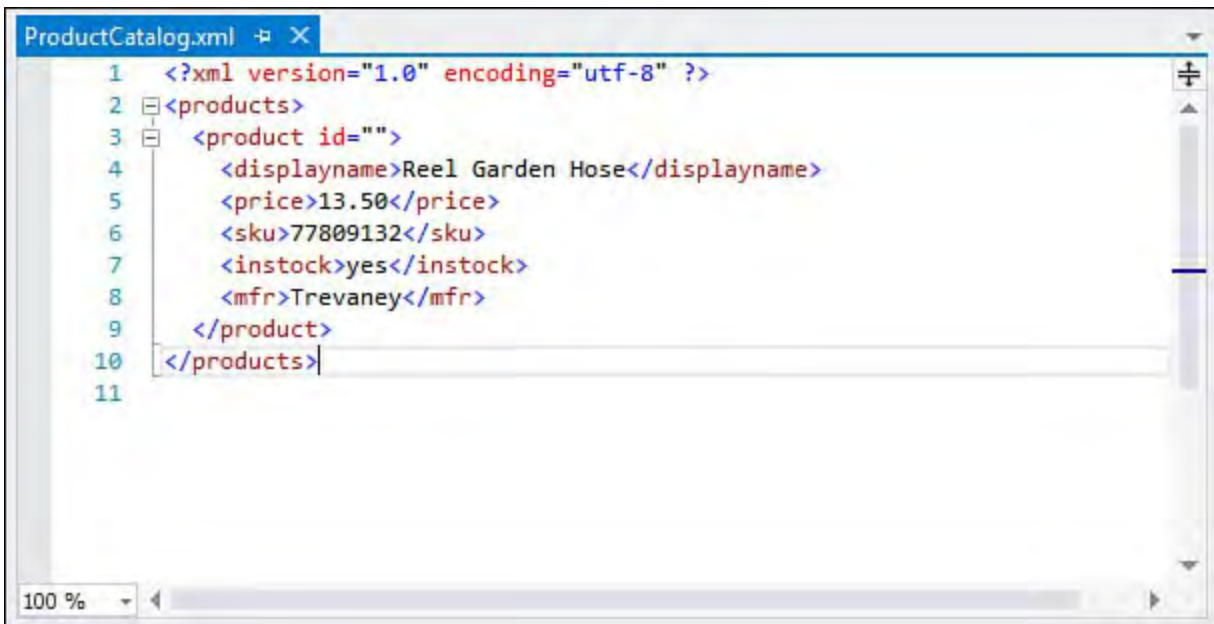 ProductCatalog.xml
1 <?xml version="1.0" encoding="utf-8" ?>
2 <products>
3 <product id="">
4 <displayname>Reel Garden Hose</displayname>
5 <price>13.50</price>
6 <sku>77809132</sku>
7 <instock>yes</instock>
8 <mfr>Trevaney</mfr>
9 </product>
10 </products>
11
100 %